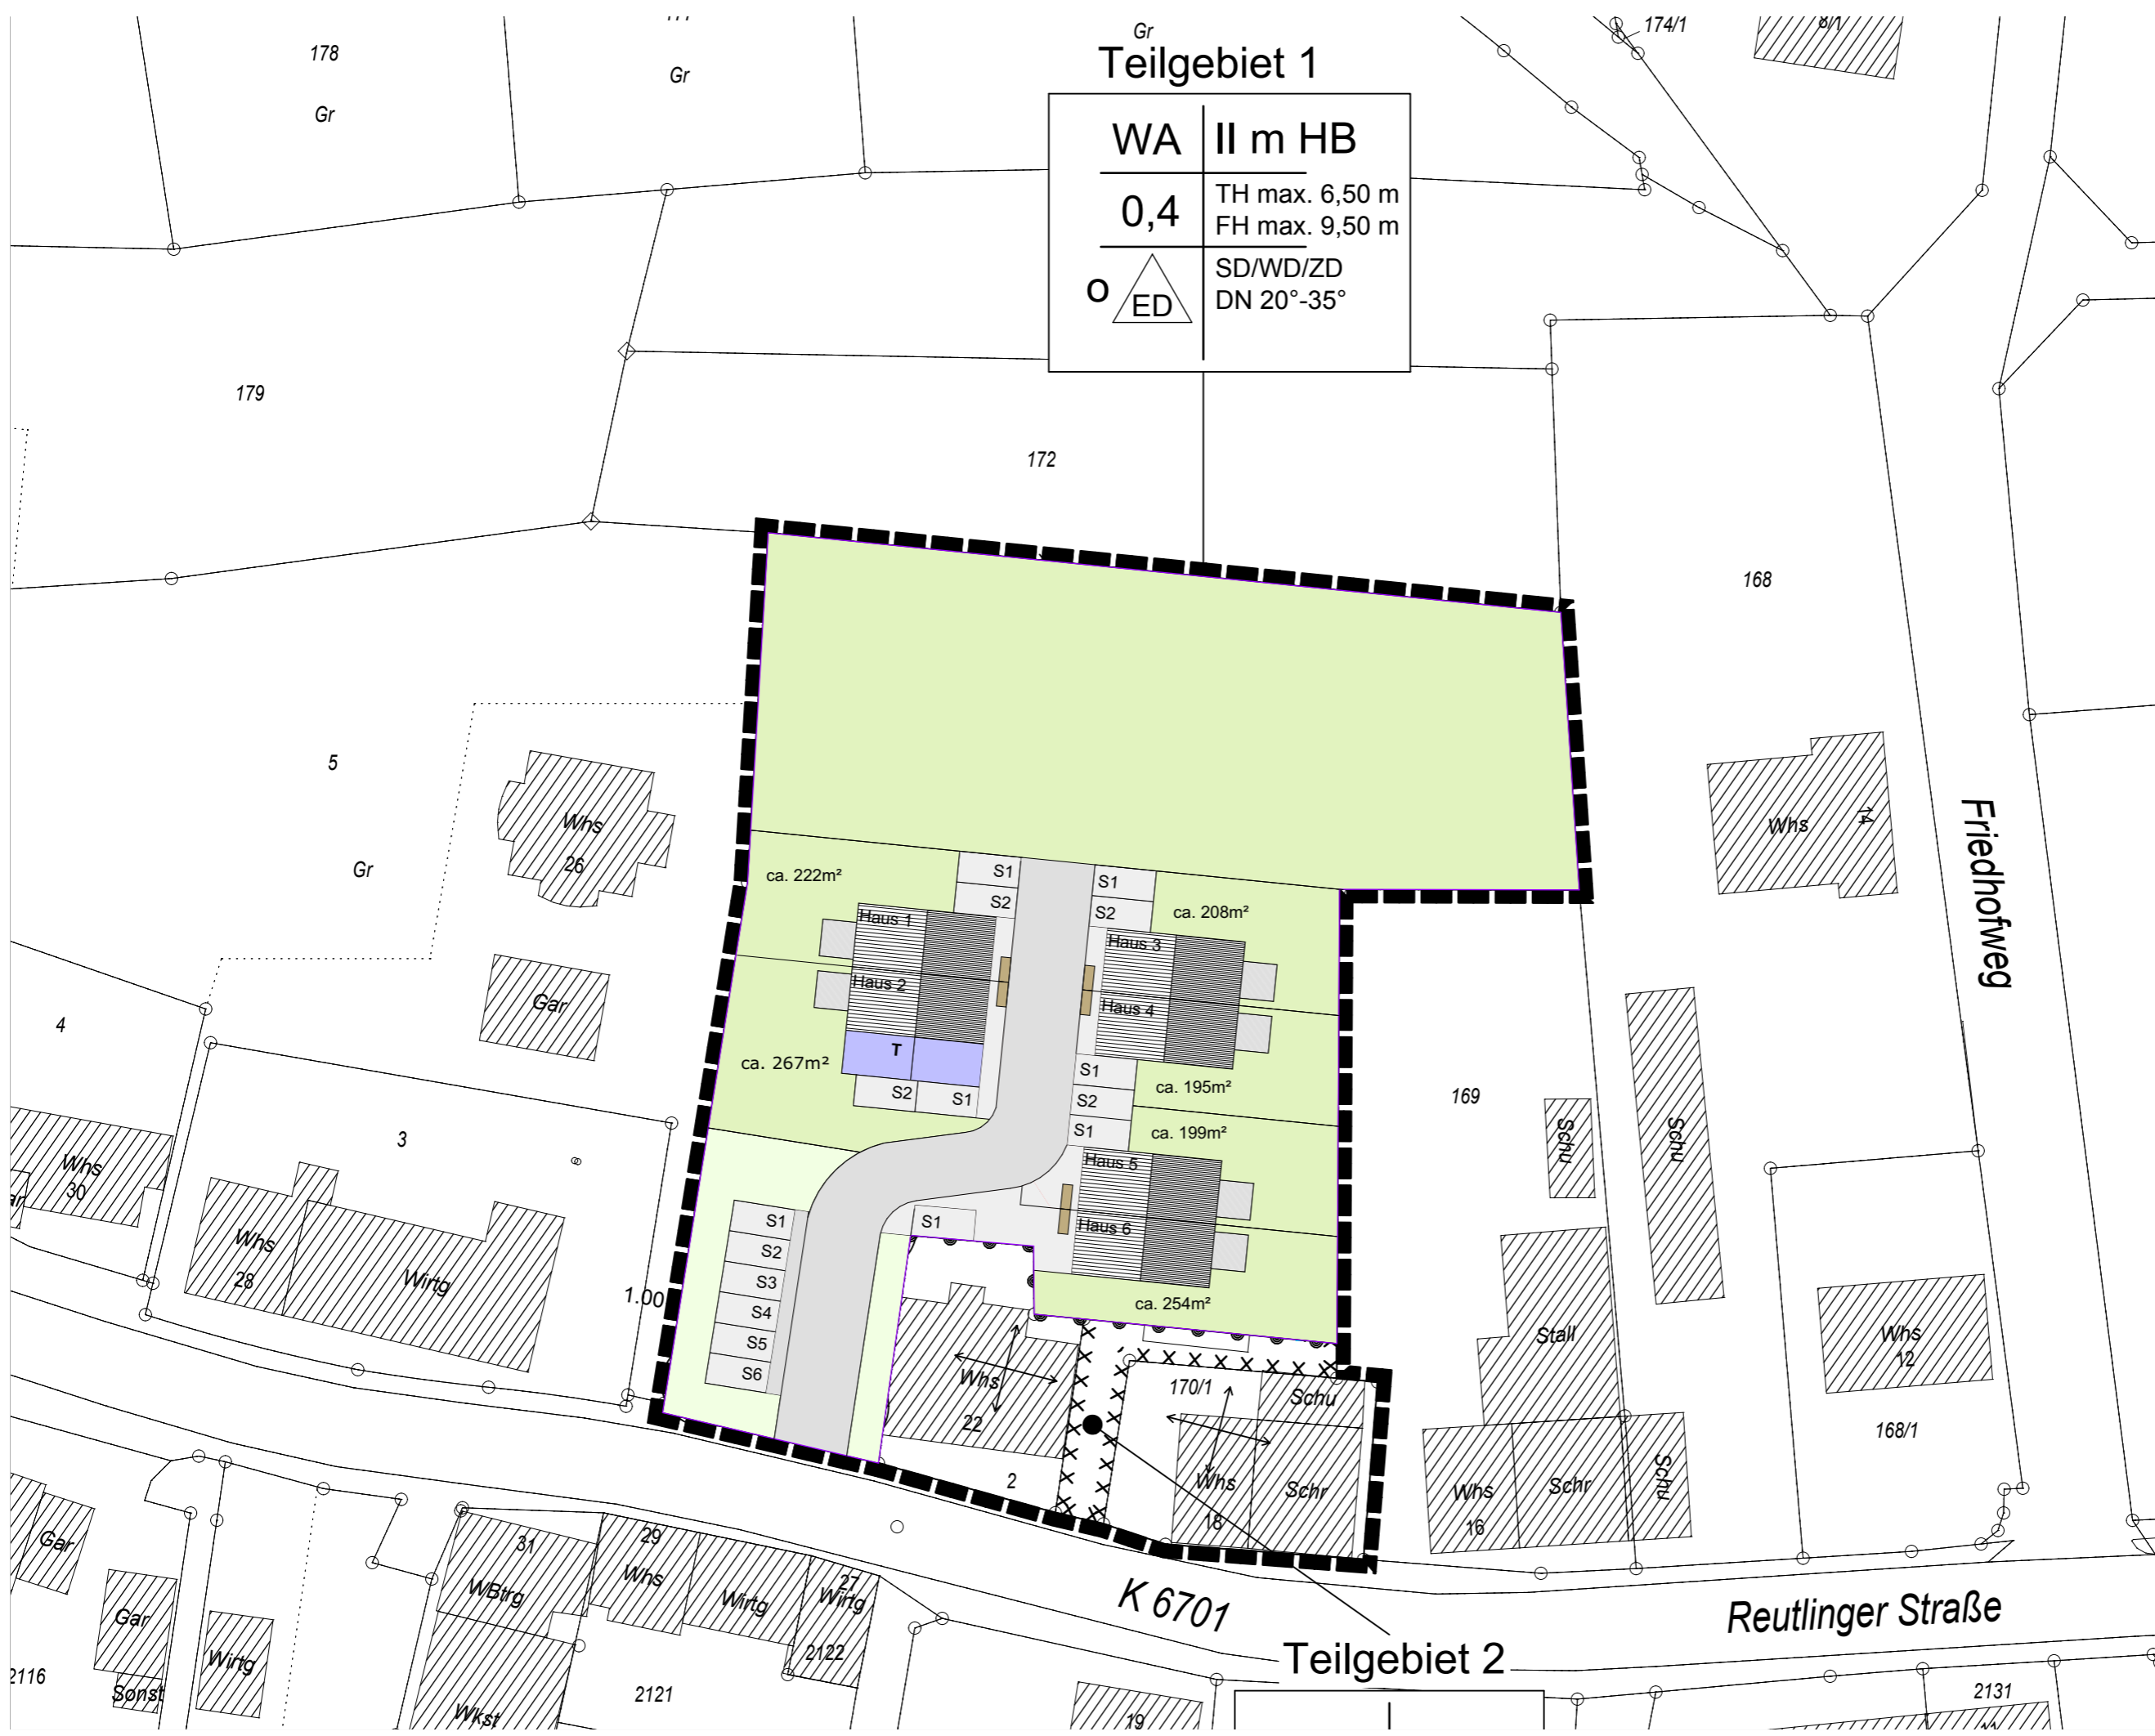 178
Gr
Gr
Gr
174/1
8/1
Teilgebiet 1
WA
II m HB
0,4
TH max. 6,50 m
FH max. 9,50 m
o
ED
SD/WD/ZD
DN 20°-35°
179
172
168
5
Gr
Whs
26
Gar
4
3
Whs
30
Whs
28
Wirtg
1.00
ca. 222m²
S1
S2
S1
S2
ca. 208m²
Haus 1
Haus 2
Haus 3
Haus 4
T
ca. 267m²
S2
S1
S1
S2
S1
ca. 195m²
ca. 199m²
Haus 5
Haus 6
S1
ca. 254m²
S1
S2
S3
S4
S5
S6
Whs
22
2
170/1
Schu
Whs
18
Schr
169
Whs
14
Friedhofweg
Schu
Schu
Stall
Whs
12
168/1
Whs
16
Schr
Schu
K 6701
Reutlinger Straße
Teilgebiet 2
Gar
Gar
Sonst
2116
Wirtg
31
WBtrg
Wkst
29
Whs
Wirtg
27
Wirtg
2122
2121
19
2131